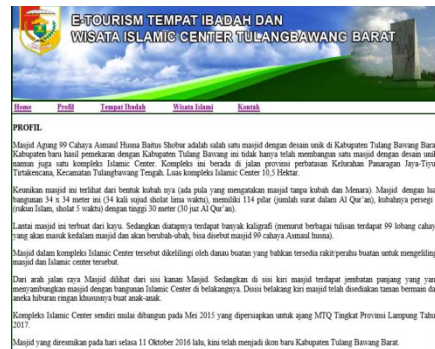 E-TOURISM TEMPAT IBADAH DAN
WISATA ISLAMIC CENTER TULANGBAWANG BARAT
Home Profil Tempat Ibadah Wisata Islami Kontak
PROFIL
Masjid Agung 99 Cahaya Asmaul Husna Baitus Shobur adalah salah satu masjid dengan desain unik di Kabupaten Tulang Bawang Bara
Kabupaten baru hasil pemekaran dengan Kabupaten Tulang Bawang ini tidak hanya telah membangun satu masjid dengan desain unik
namun juga satu kompleks Islamic Center. Kompleks ini berada di jalan provinsi perbatasan Kelurahan Panaragan Jaya-Tiyu
Tirtakencana, Kecamatan Tulangbawang Tengah. Luas kompleks Islamic Center 10,5 Hektar.
Keunikan masjid ini terlihat dari bentuk kubah nya (ada pula yang mengatakan masjid tanpa kubah dan Menara). Masjid dengan lua
bangunan 34 x 34 meter ini (34 kali sujud sholat lima waktu), memiliki 114 pilar (jumlah surat dalam Al Qur'an), kubahnya persegi
(rukun Islam, sholat 5 waktu) dengan tinggi 30 meter (30 juz Al Qur'an).
Lantai masjid ini terbuat dari kayu. Sedangkan diatapnya terdapat banyak kaligrafi (menurut berbagai tulisan terdapat 99 lobang cahay
yang akan masuk kedalam masjid dan akan berubah-ubah, bisa disebut masjid 99 cahaya Asmaul husna).
Masjid dalam kompleks Islamic Center tersebut dikelilingi oleh danau buatan yang bahkan tersedia rakit/perahu buatan untuk mengelilingi
masjid dan Islamic center tersebut.
Dari arah jalan raya Masjid dilihat dari sisi kanan Masjid. Sedangkan di sisi kiri masjid terdapat jembatan panjang yang yan
menyambungkan masjid dengan bangunan Islamic Center di belakangnya. Disisi belakang kiri masjid telah disediakan taman bermain da
aneka hiburan ringan khususnya buat anak-anak.
Kompleks Islamic Center sendiri mulai dibangun pada Mei 2015 yang dipersiapkan untuk ajang MTQ Tingkat Provinsi Lampung Tahu
2017.
Masjid yang diresmikan pada hari selasa 11 Oktober 2016 lalu, kini telah menjadi ikon baru Kabupaten Tulang Bawang Barat.